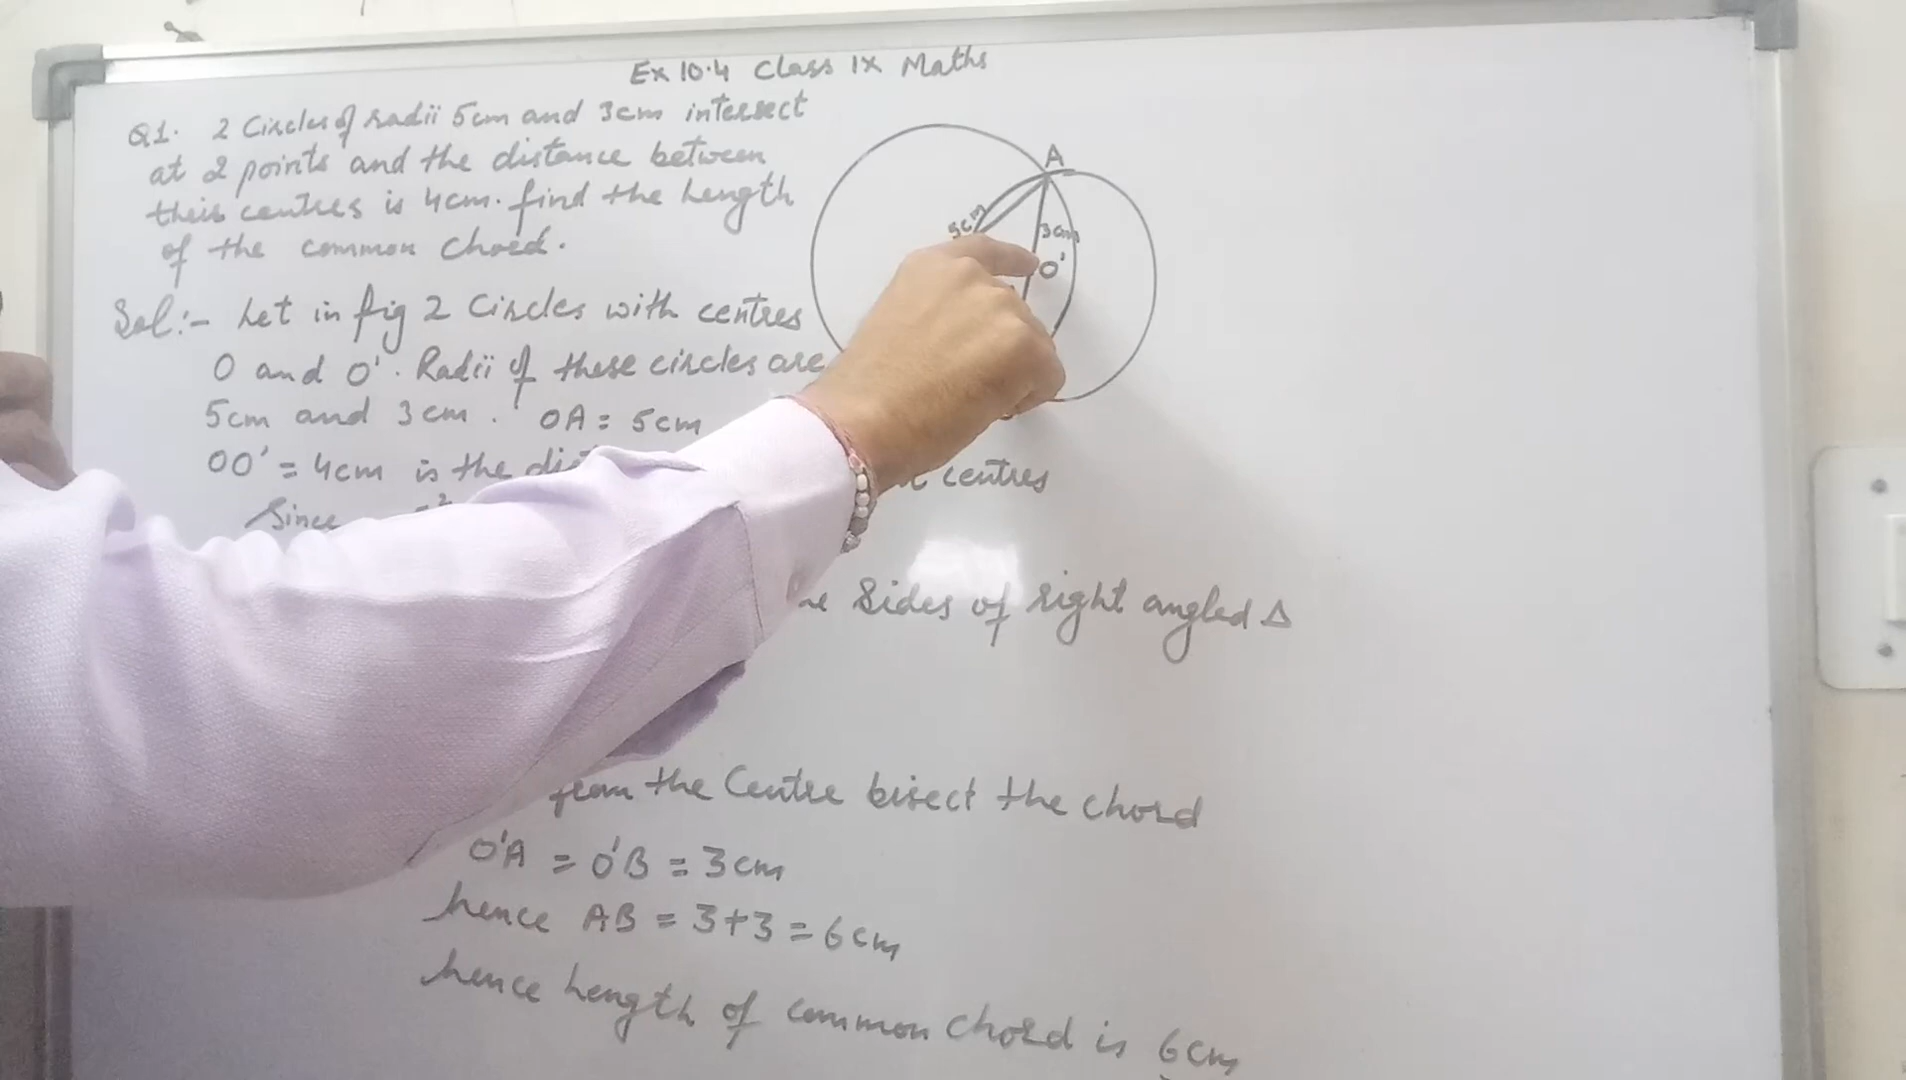 Ex 10.4 Class IX Maths
Q1. 2 Circles of radii 5cm and 3cm intersect
at 2 points and the distance between
their centres is 4cm. find the Length
of the common Chord.
A
5cm
3cm
O'
Sol:- Let in fig 2 Circles with centres
O and O'. Radii of these circles are
5cm and 3cm. OA = 5cm
OO' = 4cm is the centres
Since
Sides of right angled Δ
from the Centre bisect the chord
O'A = O'B = 3cm
hence AB = 3+3 = 6cm
hence Length of common Chord is 6cm